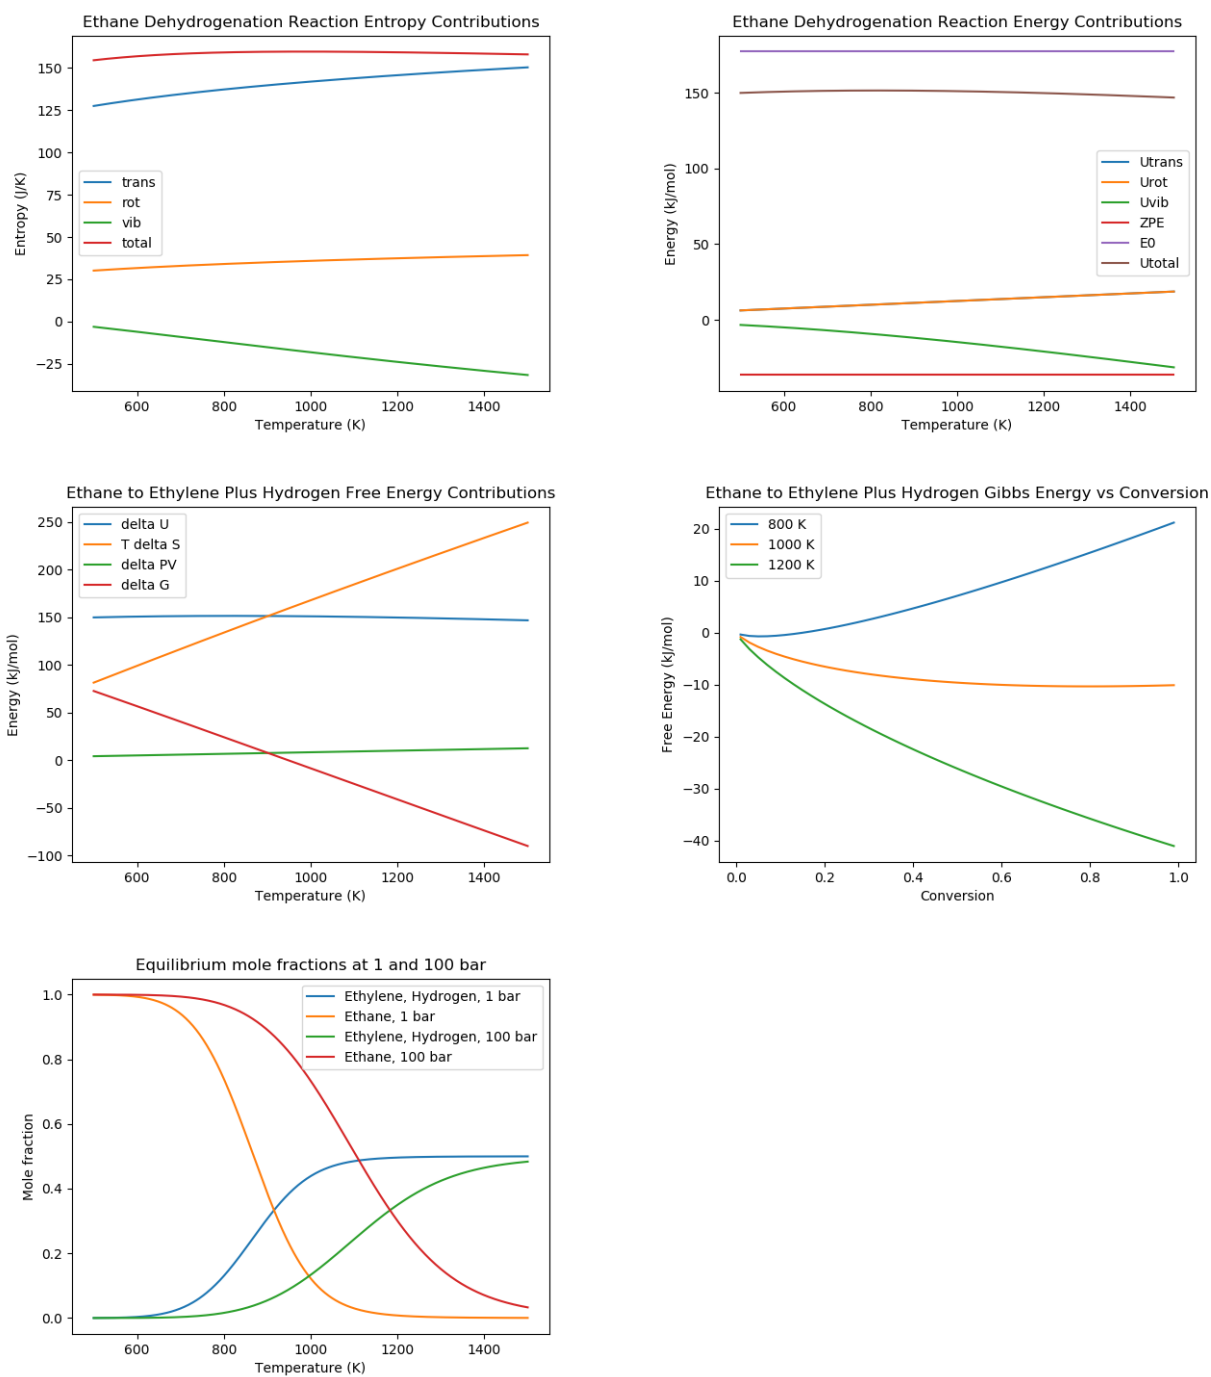 Ethane Dehydrogenation Reaction Entropy Contributions
Entropy (J/K)
150
125
100
75
50
25
0
−25
trans
rot
vib
total
600 800 1000 1200 1400
Temperature (K)
Ethane Dehydrogenation Reaction Energy Contributions
Energy (kJ/mol)
150
100
50
0
Utrans
Urot
Uvib
ZPE
E0
Utotal
600 800 1000 1200 1400
Temperature (K)
Ethane to Ethylene Plus Hydrogen Free Energy Contributions
Energy (kJ/mol)
250
200
150
100
50
0
−50
−100
delta U
T delta S
delta PV
delta G
600 800 1000 1200 1400
Temperature (K)
Ethane to Ethylene Plus Hydrogen Gibbs Energy vs Conversion
Free Energy (kJ/mol)
20
10
0
−10
−20
−30
−40
800 K
1000 K
1200 K
0.0 0.2 0.4 0.6 0.8 1.0
Conversion
Equilibrium mole fractions at 1 and 100 bar
Mole fraction
1.0
0.8
0.6
0.4
0.2
0.0
Ethylene, Hydrogen, 1 bar
Ethane, 1 bar
Ethylene, Hydrogen, 100 bar
Ethane, 100 bar
600 800 1000 1200 1400
Temperature (K)